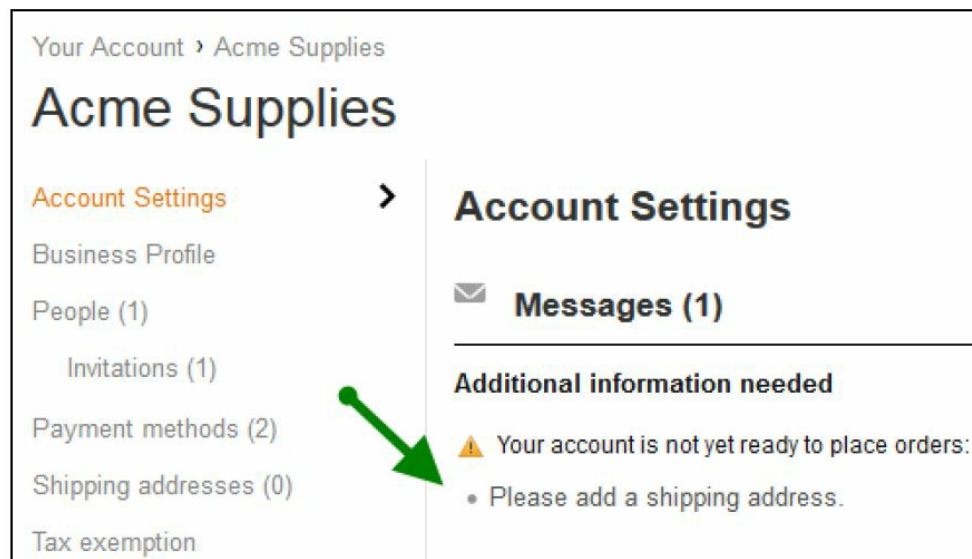 Your Account › Acme Supplies
Acme Supplies
Account Settings
Business Profile
People (1)
Invitations (1)
Payment methods (2)
Shipping addresses (0)
Tax exemption
Account Settings
Messages (1)
Additional information needed
Your account is not yet ready to place orders:
• Please add a shipping address.